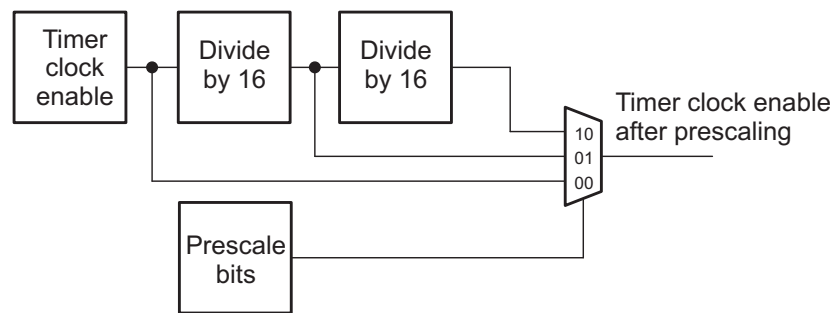 Timer
clock
enable
Divide
by 16
Divide
by 16
Timer clock enable
after prescaling
10
01
00
Prescale
bits